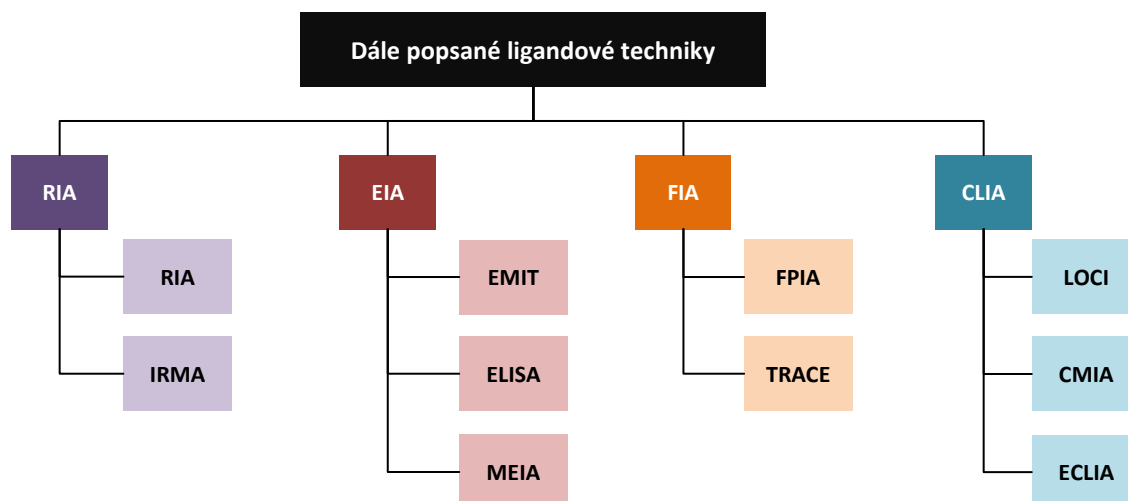 Dále popsané ligandové techniky
RIA
EIA
FIA
CLIA
RIA
EMIT
FPIA
LOCI
IRMA
ELISA
TRACE
CMIA
MEIA
ECLIA